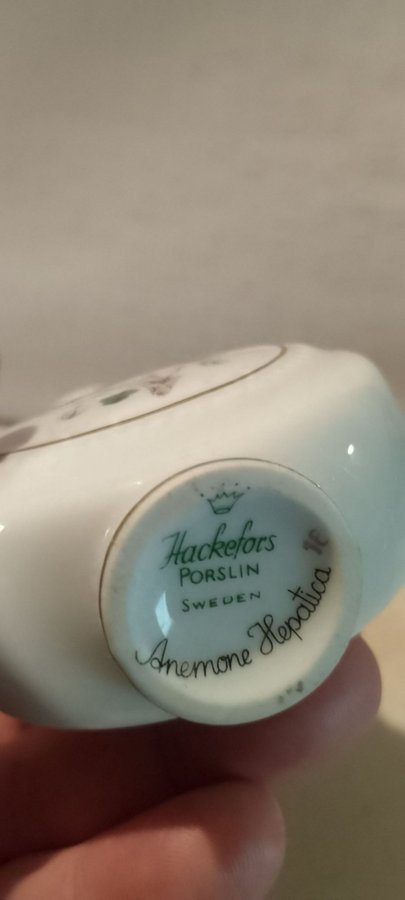 Hackefors
PORSLIN
SWEDEN
Anemone Hepatica